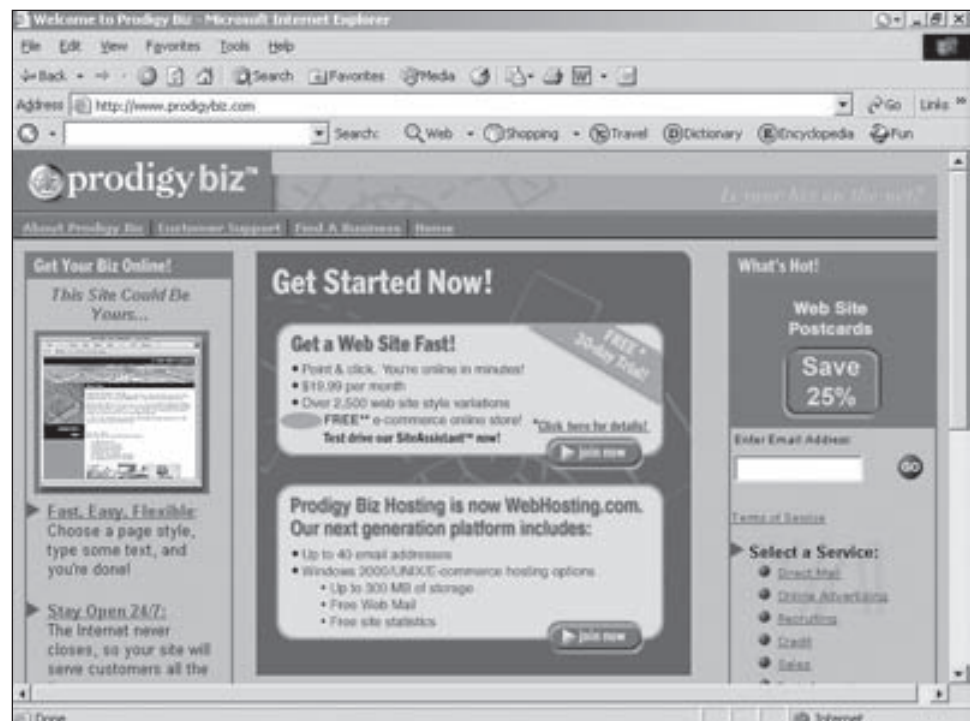 Welcome to Prodigy Biz - Microsoft Internet Explorer
File Edit View Favorites Tools Help
Back Search Favorites Media
Address http://www.prodigybiz.com Go Links »
Search: Web Shopping Travel Dictionary Encyclopedia Fun
prodigy biz™
Is your biz on the net?
About Prodigy Biz Customer Support Find A Business Home
Get Your Biz Online!
This Site Could Be
Yours...
Fast, Easy, Flexible:
Choose a page style,
type some text, and
you're done!
Stay Open 24/7:
The Internet never
closes, so your site will
serve customers all the
Get Started Now!
Get a Web Site Fast!
FREE*
30-day Trial!
• Point & click. You're online in minutes!
• $19.99 per month
• Over 2,500 web site style variations
FREE** e-commerce online store!
*Click here for details!
Test drive our SiteAssistant™ now!
join now
Prodigy Biz Hosting is now WebHosting.com.
Our next generation platform includes:
• Up to 40 email addresses
• Windows 2000/UNIX/E-commerce hosting options
• Up to 300 MB of storage
• Free Web Mail
• Free site statistics
join now
What's Hot!
Web Site
Postcards
Save
25%
Enter Email Address
GO
Terms of Service
Select a Service:
Direct Mail
Online Advertising
Recruiting
Credit
Sales
Done Internet